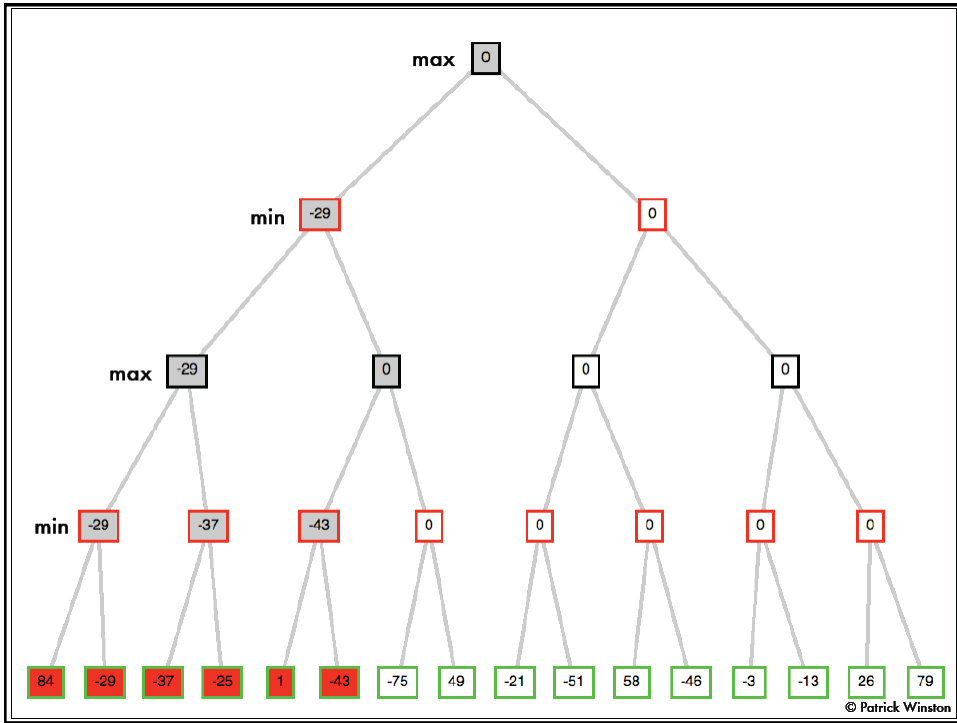 max 0
min -29 0
max -29 0 0 0
min -29 -37 -43 0 0 0 0 0
84 -29 -37 -25 1 -43 -75 49 -21 -51 58 -46 -3 -13 26 79
© Patrick Winston